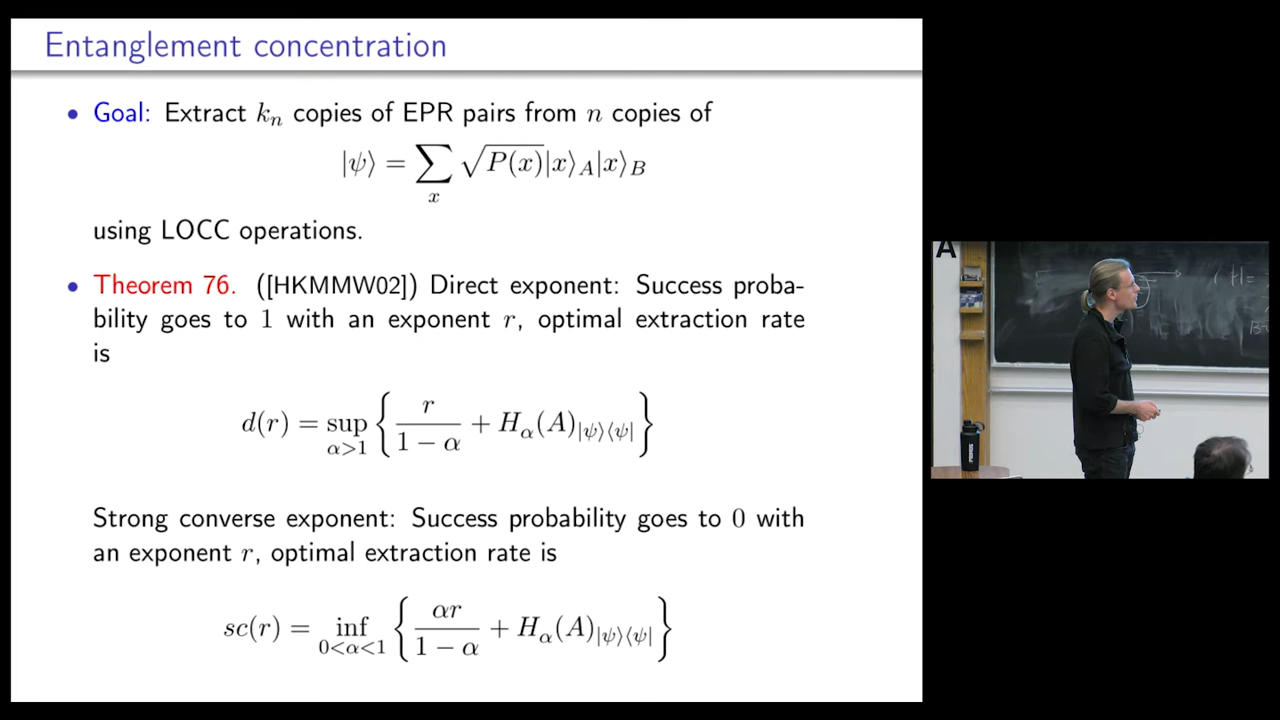 Entanglement concentration
• Goal: Extract kₙ copies of EPR pairs from n copies of
|ψ⟩ = ∑ₓ √P(x)|x⟩_A|x⟩_B
using LOCC operations.
• Theorem 76. ([HKMMW02]) Direct exponent: Success proba-
bility goes to 1 with an exponent r, optimal extraction rate
is
d(r) = sup_{α>1} { r/(1 − α) + H_α(A)_{|ψ⟩⟨ψ|} }
Strong converse exponent: Success probability goes to 0 with
an exponent r, optimal extraction rate is
sc(r) = inf_{0<α<1} { αr/(1 − α) + H_α(A)_{|ψ⟩⟨ψ|} }
A